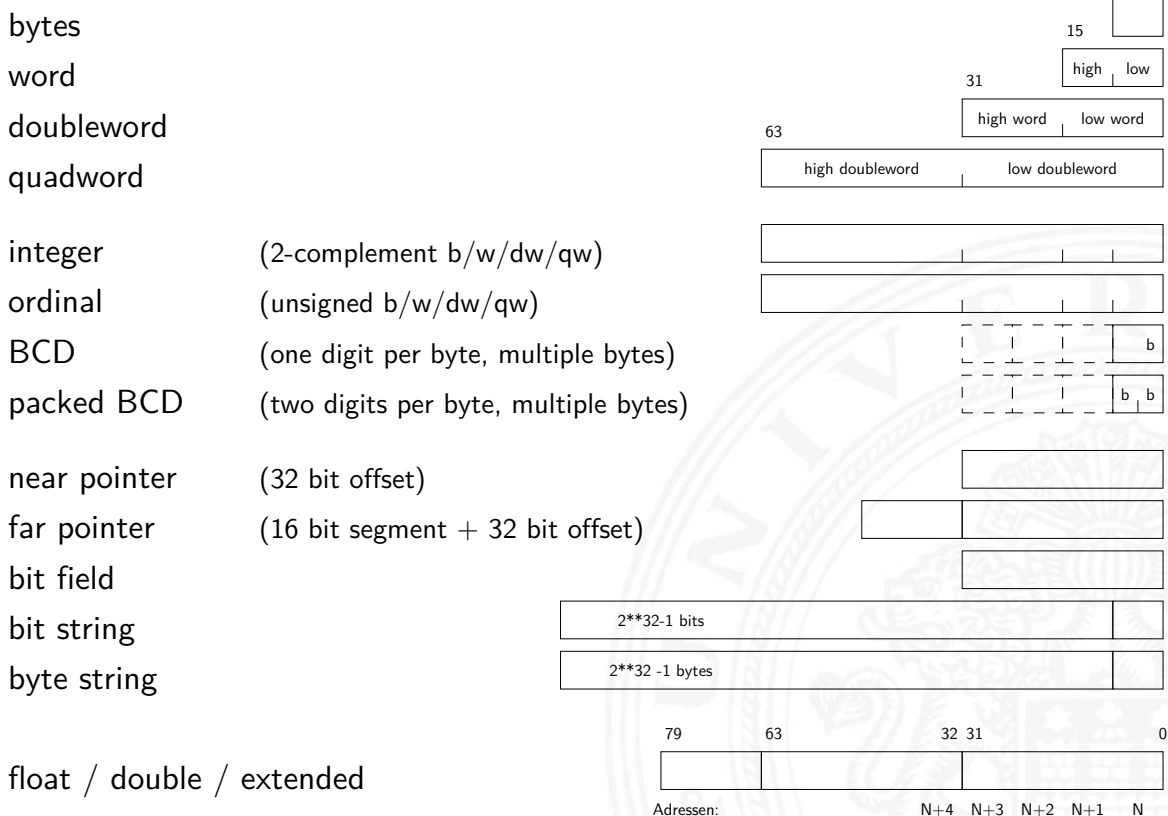 bytes
15
word high low
31
doubleword high word low word
63
quadword high doubleword low doubleword
integer (2-complement b/w/dw/qw)
ordinal (unsigned b/w/dw/qw)
BCD (one digit per byte, multiple bytes) b
packed BCD (two digits per byte, multiple bytes) b b
near pointer (32 bit offset)
far pointer (16 bit segment + 32 bit offset)
bit field
bit string 2**32-1 bits
byte string 2**32 -1 bytes
79 63 32 31 0
float / double / extended
Adressen: N+4 N+3 N+2 N+1 N
U N I V E R